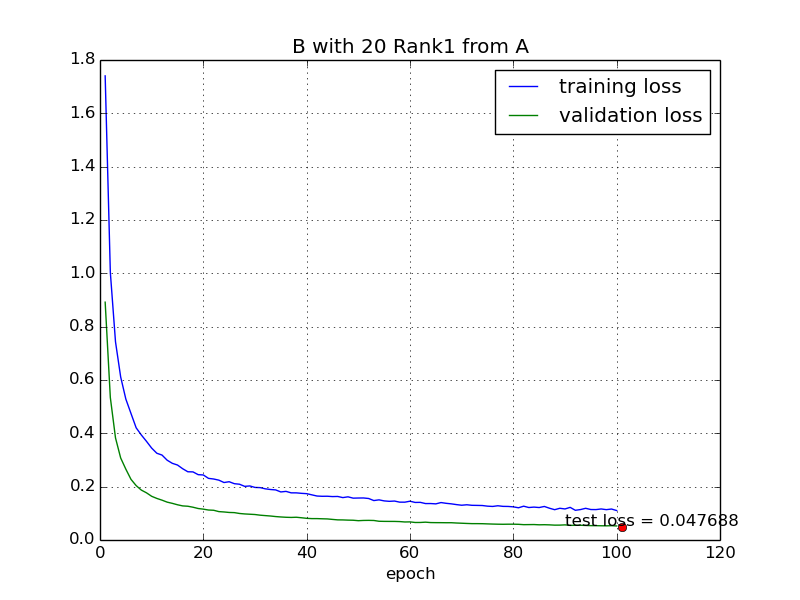 B with 20 Rank1 from A
training loss
validation loss
1.8
1.6
1.4
1.2
1.0
0.8
0.6
0.4
0.2
0.0
test loss = 0.047688
0 20 40 60 80 100 120
epoch